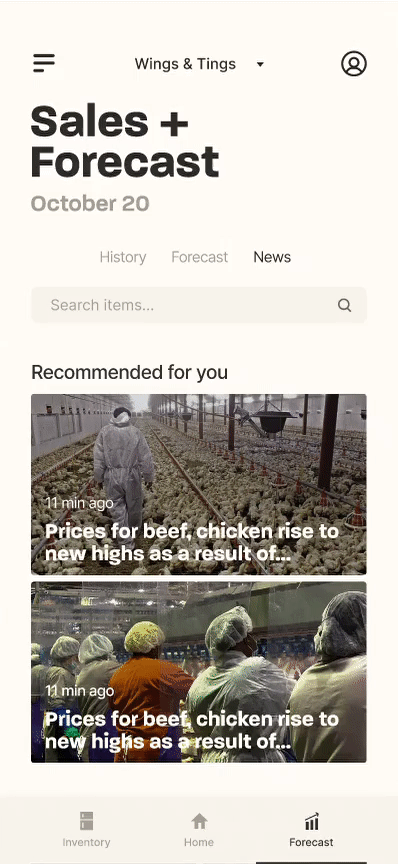 Wings & Tings
Sales +
Forecast
October 20
History Forecast News
Search items...
Recommended for you
11 min ago
Prices for beef, chicken rise to
new highs as a result of...
11 min ago
Prices for beef, chicken rise to
new highs as a result of...
Inventory Home Forecast